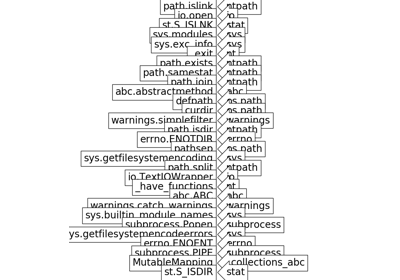 path.islink ntpath
io.open io
st.S_ISLNK stat
sys.modules sys
sys.exc_info sys
_exit nt
path.exists ntpath
path.samestat ntpath
path.join ntpath
abc.abstractmethod abc
defpath os.path
curdir os.path
warnings.simplefilter warnings
path.isdir ntpath
errno.ENOTDIR errno
pathsep os.path
sys.getfilesystemencoding sys
path.split ntpath
io.TextIOWrapper io
_have_functions nt
abc.ABC abc
warnings.catch_warnings warnings
sys.builtin_module_names sys
subprocess.Popen subprocess
sys.getfilesystemencodeerrors sys
errno.ENOENT errno
subprocess.PIPE subprocess
MutableMapping _collections_abc
st.S_ISDIR stat